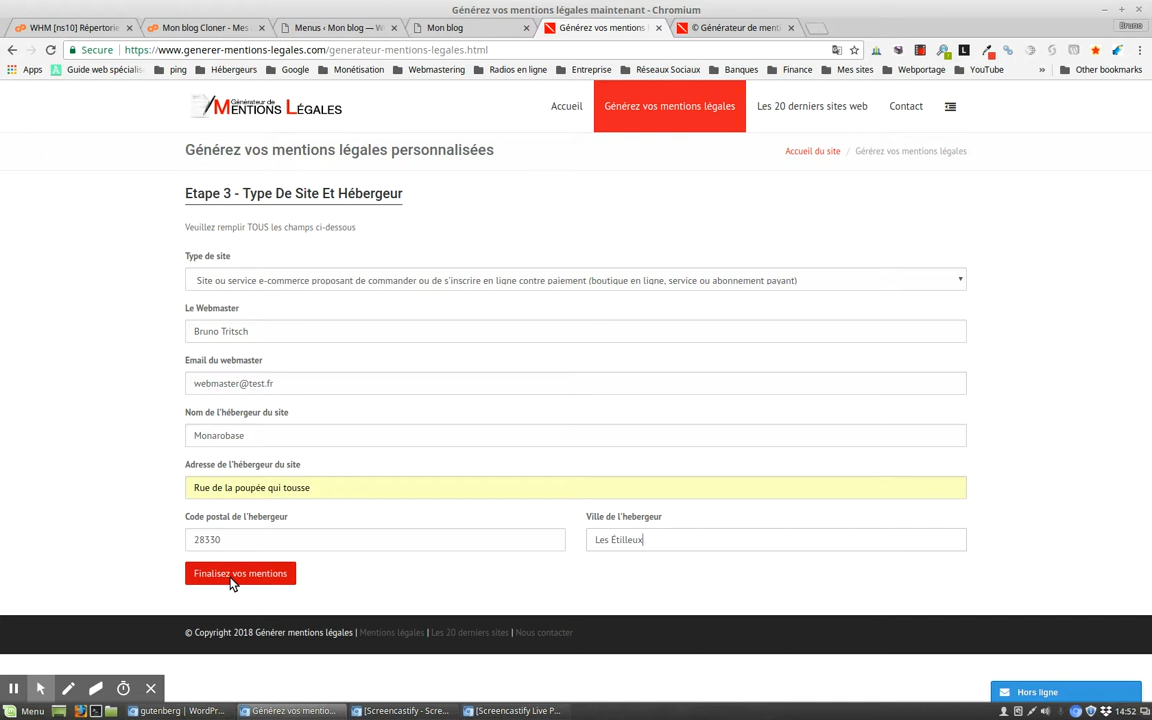 Générez vos mentions légales maintenant - Chromium
WHM [ns10] Répertorie
Mon blog Cloner - Mes
Menus ‹ Mon blog — W
Mon blog
Générez vos mentions
© Générateur de menti
Bruno
Secure
https://www.generer-mentions-legales.com/generateur-mentions-legales.html
Apps
Guide web spécialis
ping
Hébergeurs
Google
Monétisation
Webmastering
Radios en ligne
Entreprise
Réseaux Sociaux
Banques
Finance
Mes sites
Webportage
YouTube
»
Other bookmarks
Générateur de
MENTIONS LÉGALES
Accueil
Générez vos mentions légales
Les 20 derniers sites web
Contact
Générez vos mentions légales personnalisées
Accueil du site / Gérérez vos mentions légales
Etape 3 - Type De Site Et Hébergeur
Veuillez remplir TOUS les champs ci-dessous
Type de site
Site ou service e-commerce proposant de commander ou de s'inscrire en ligne contre paiement (boutique en ligne, service ou abonnement payant)
Le Webmaster
Bruno Tritsch
Email du webmaster
webmaster@test.fr
Nom de l'hébergeur du site
Monarobase
Adresse de l'hébergeur du site
Rue de la poupée qui tousse
Code postal de l'hebergeur
Ville de l'hebergeur
28330
Les Étilleux
Finalisez vos mentions
© Copyright 2018 Générer mentions légales | Mentions légales | Les 20 derniers sites | Nous contacter
Hors ligne
Menu
gutenberg | WordPr...
Générez vos mentio...
[Screencastify - Scree...
[Screencastify Live P...
14:52